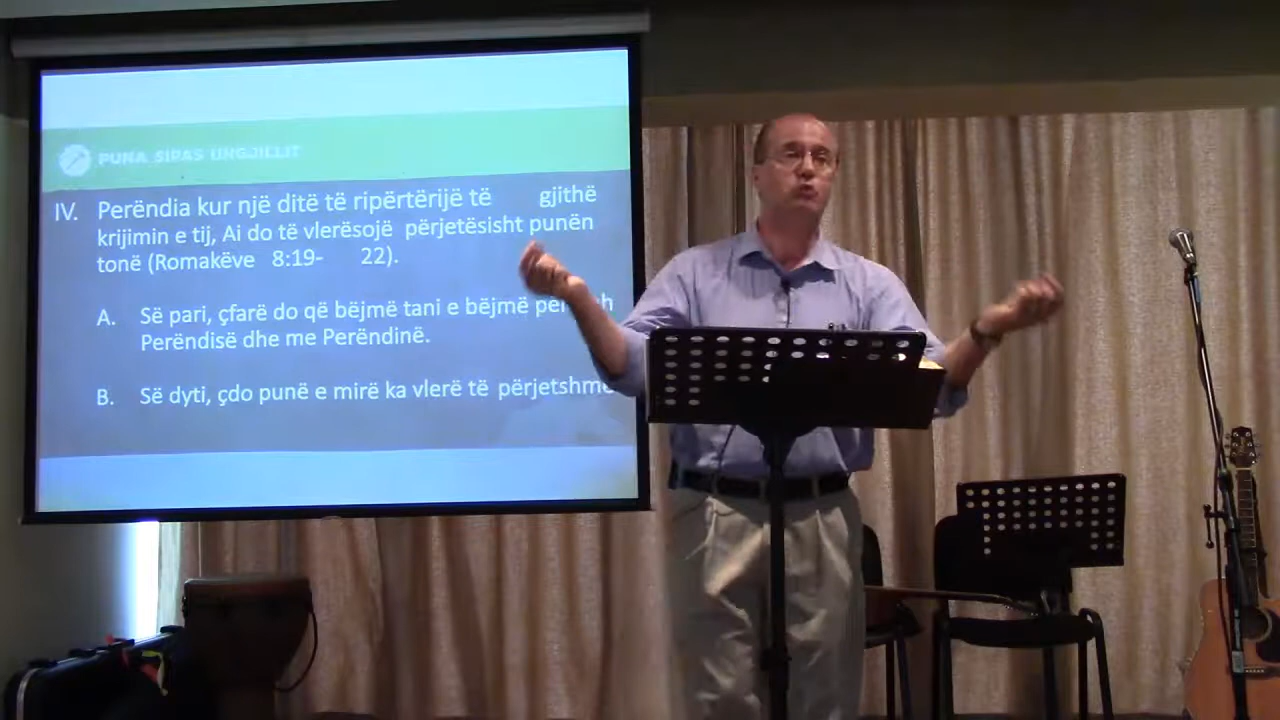 PUNA SIPAS UNGJILLIT
IV. Perëndia kur një ditë të ripërtërijë të gjithë
krijimin e tij, Ai do të vlerësojë përjetësisht punën
tonë (Romakëve 8:19- 22).
A. Së pari, çfarë do që bëjmë tani e bëjmë
Perëndisë dhe me Perëndinë.
B. Së dyti, çdo punë e mirë ka vlerë të